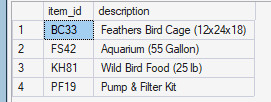 item_id description
1 BC33 Feathers Bird Cage (12x24x18)
2 FS42 Aquarium (55 Gallon)
3 KH81 Wild Bird Food (25 lb)
4 PF19 Pump & Filter Kit